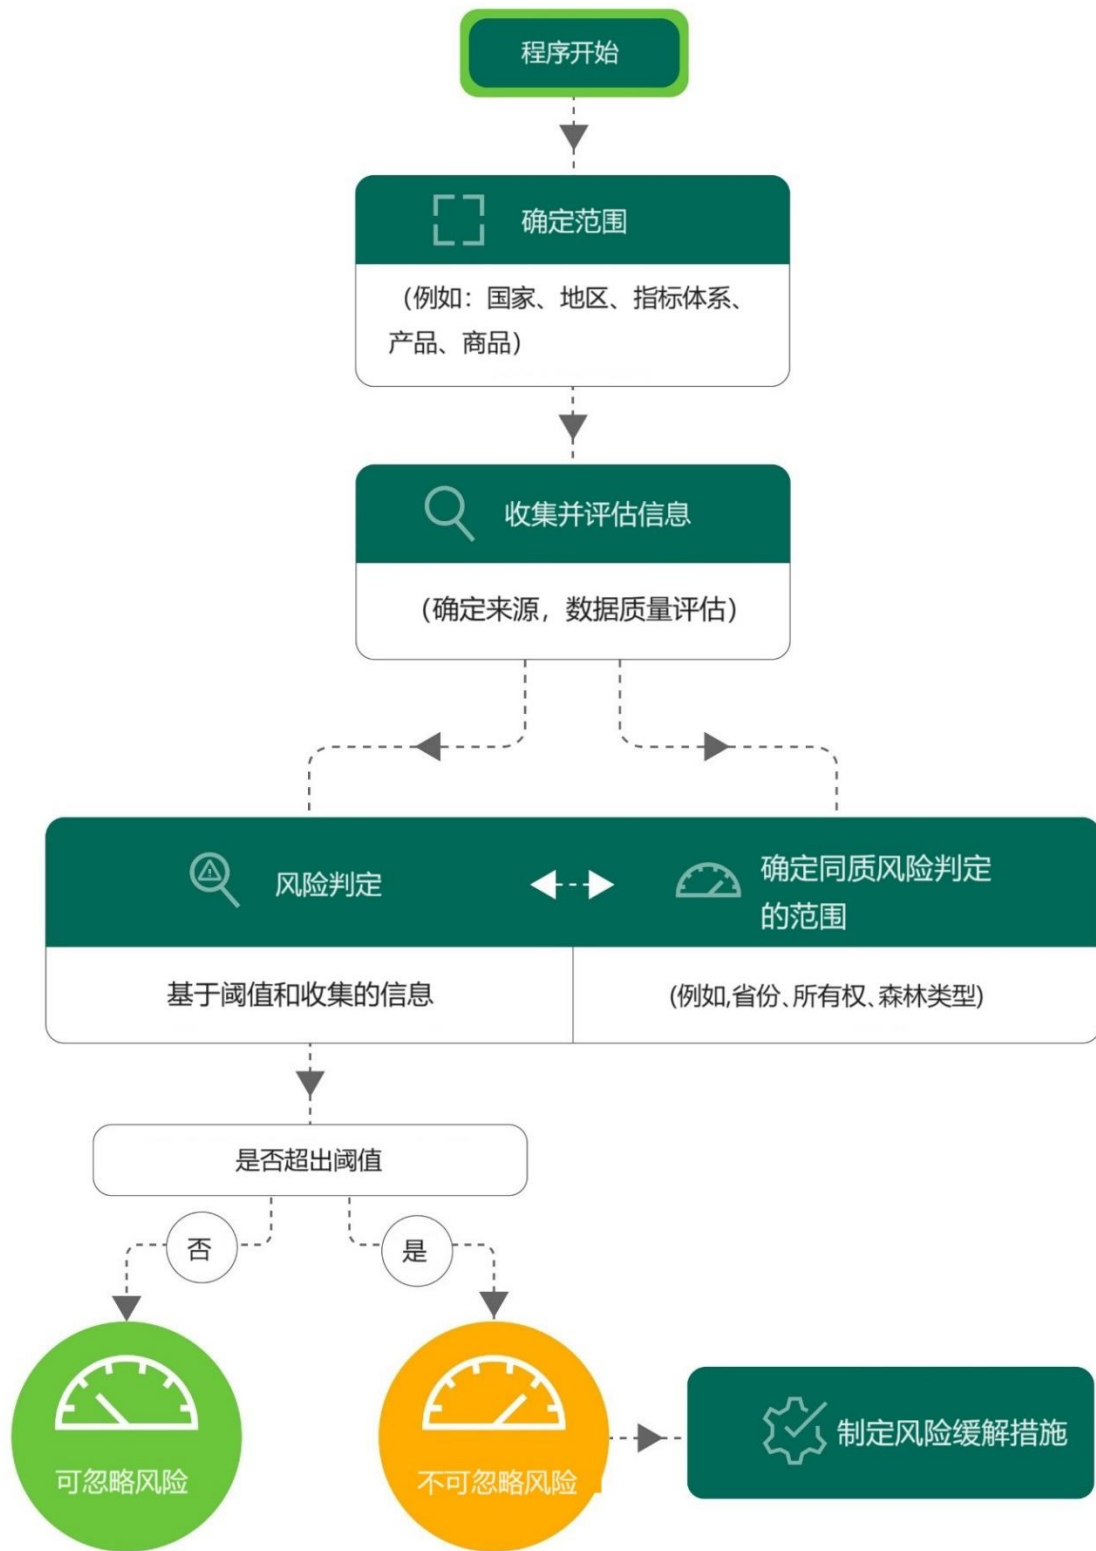 程序开始
确定范围
（例如：国家、地区、指标体系、
产品、商品）
收集并评估信息
（确定来源，数据质量评估）
风险判定
确定同质风险判定
的范围
基于阈值和收集的信息
(例如,省份、所有权、森林类型)
是否超出阈值
否
是
可忽略风险
不可忽略风险
制定风险缓解措施